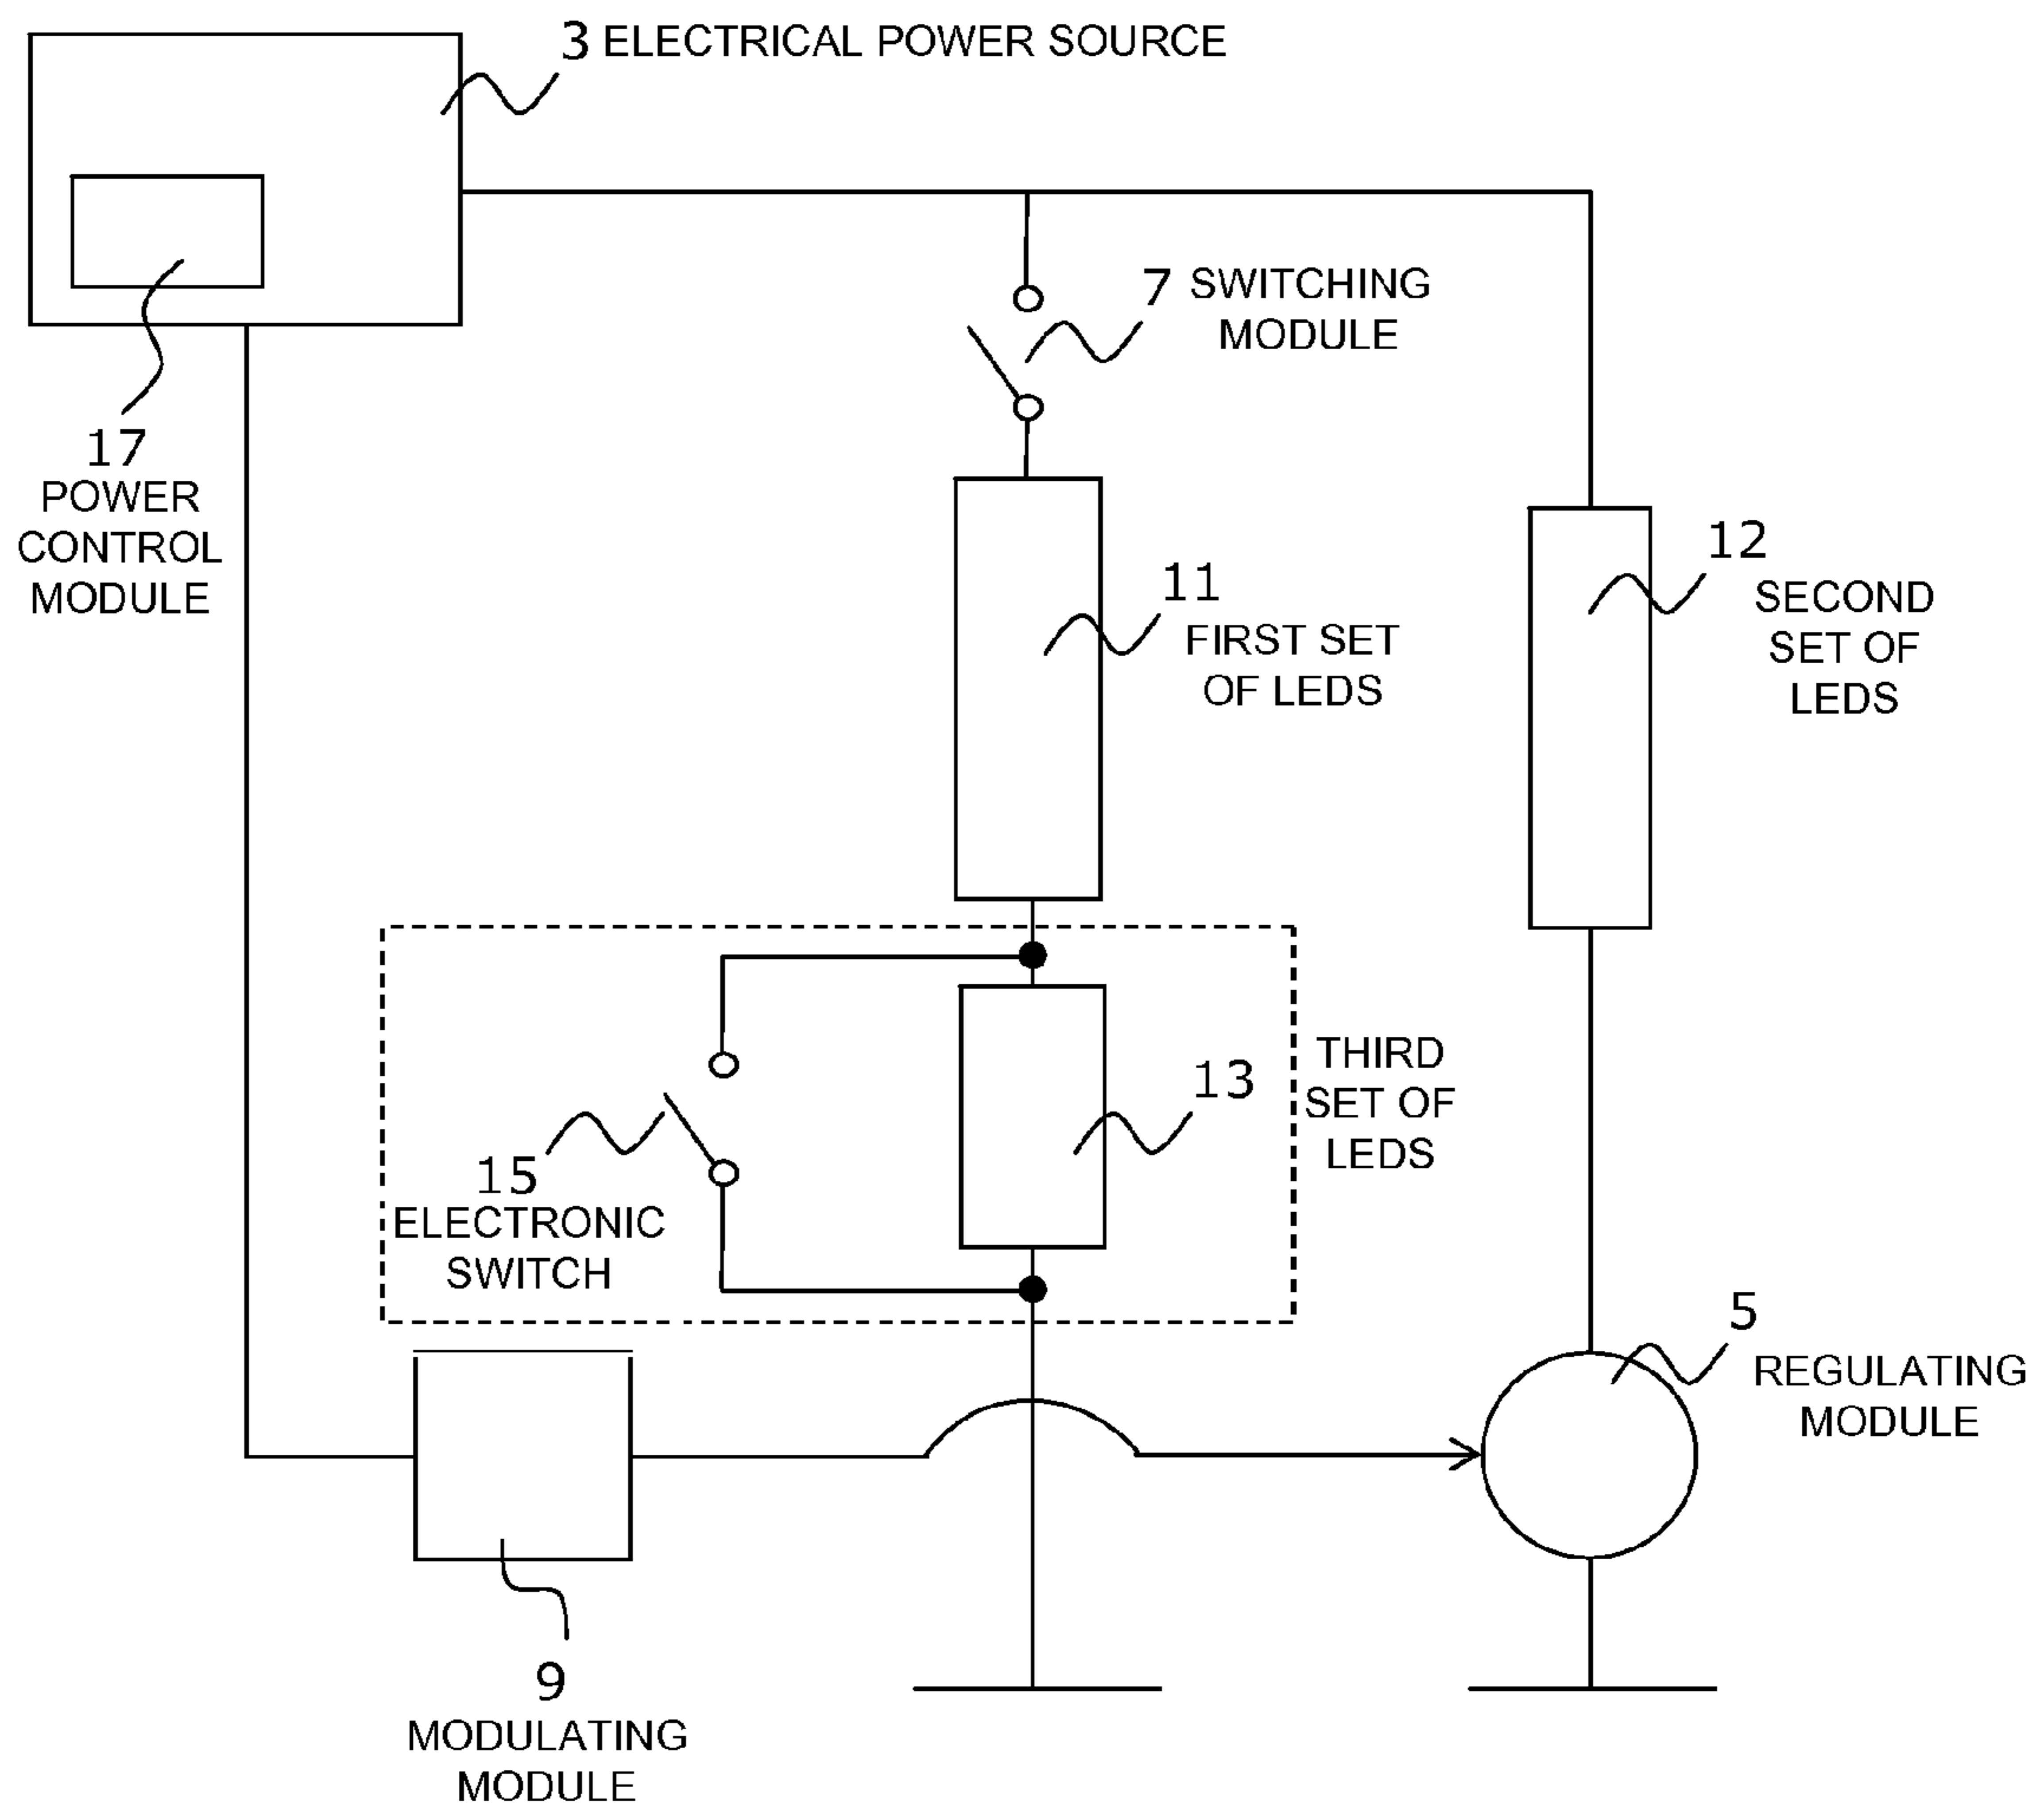 3 ELECTRICAL POWER SOURCE
7 SWITCHING
MODULE
17
POWER
CONTROL
MODULE
11
FIRST SET
OF LEDS
12
SECOND
SET OF
LEDS
13
THIRD
SET OF
LEDS
15
ELECTRONIC
SWITCH
5
REGULATING
MODULE
9
MODULATING
MODULE